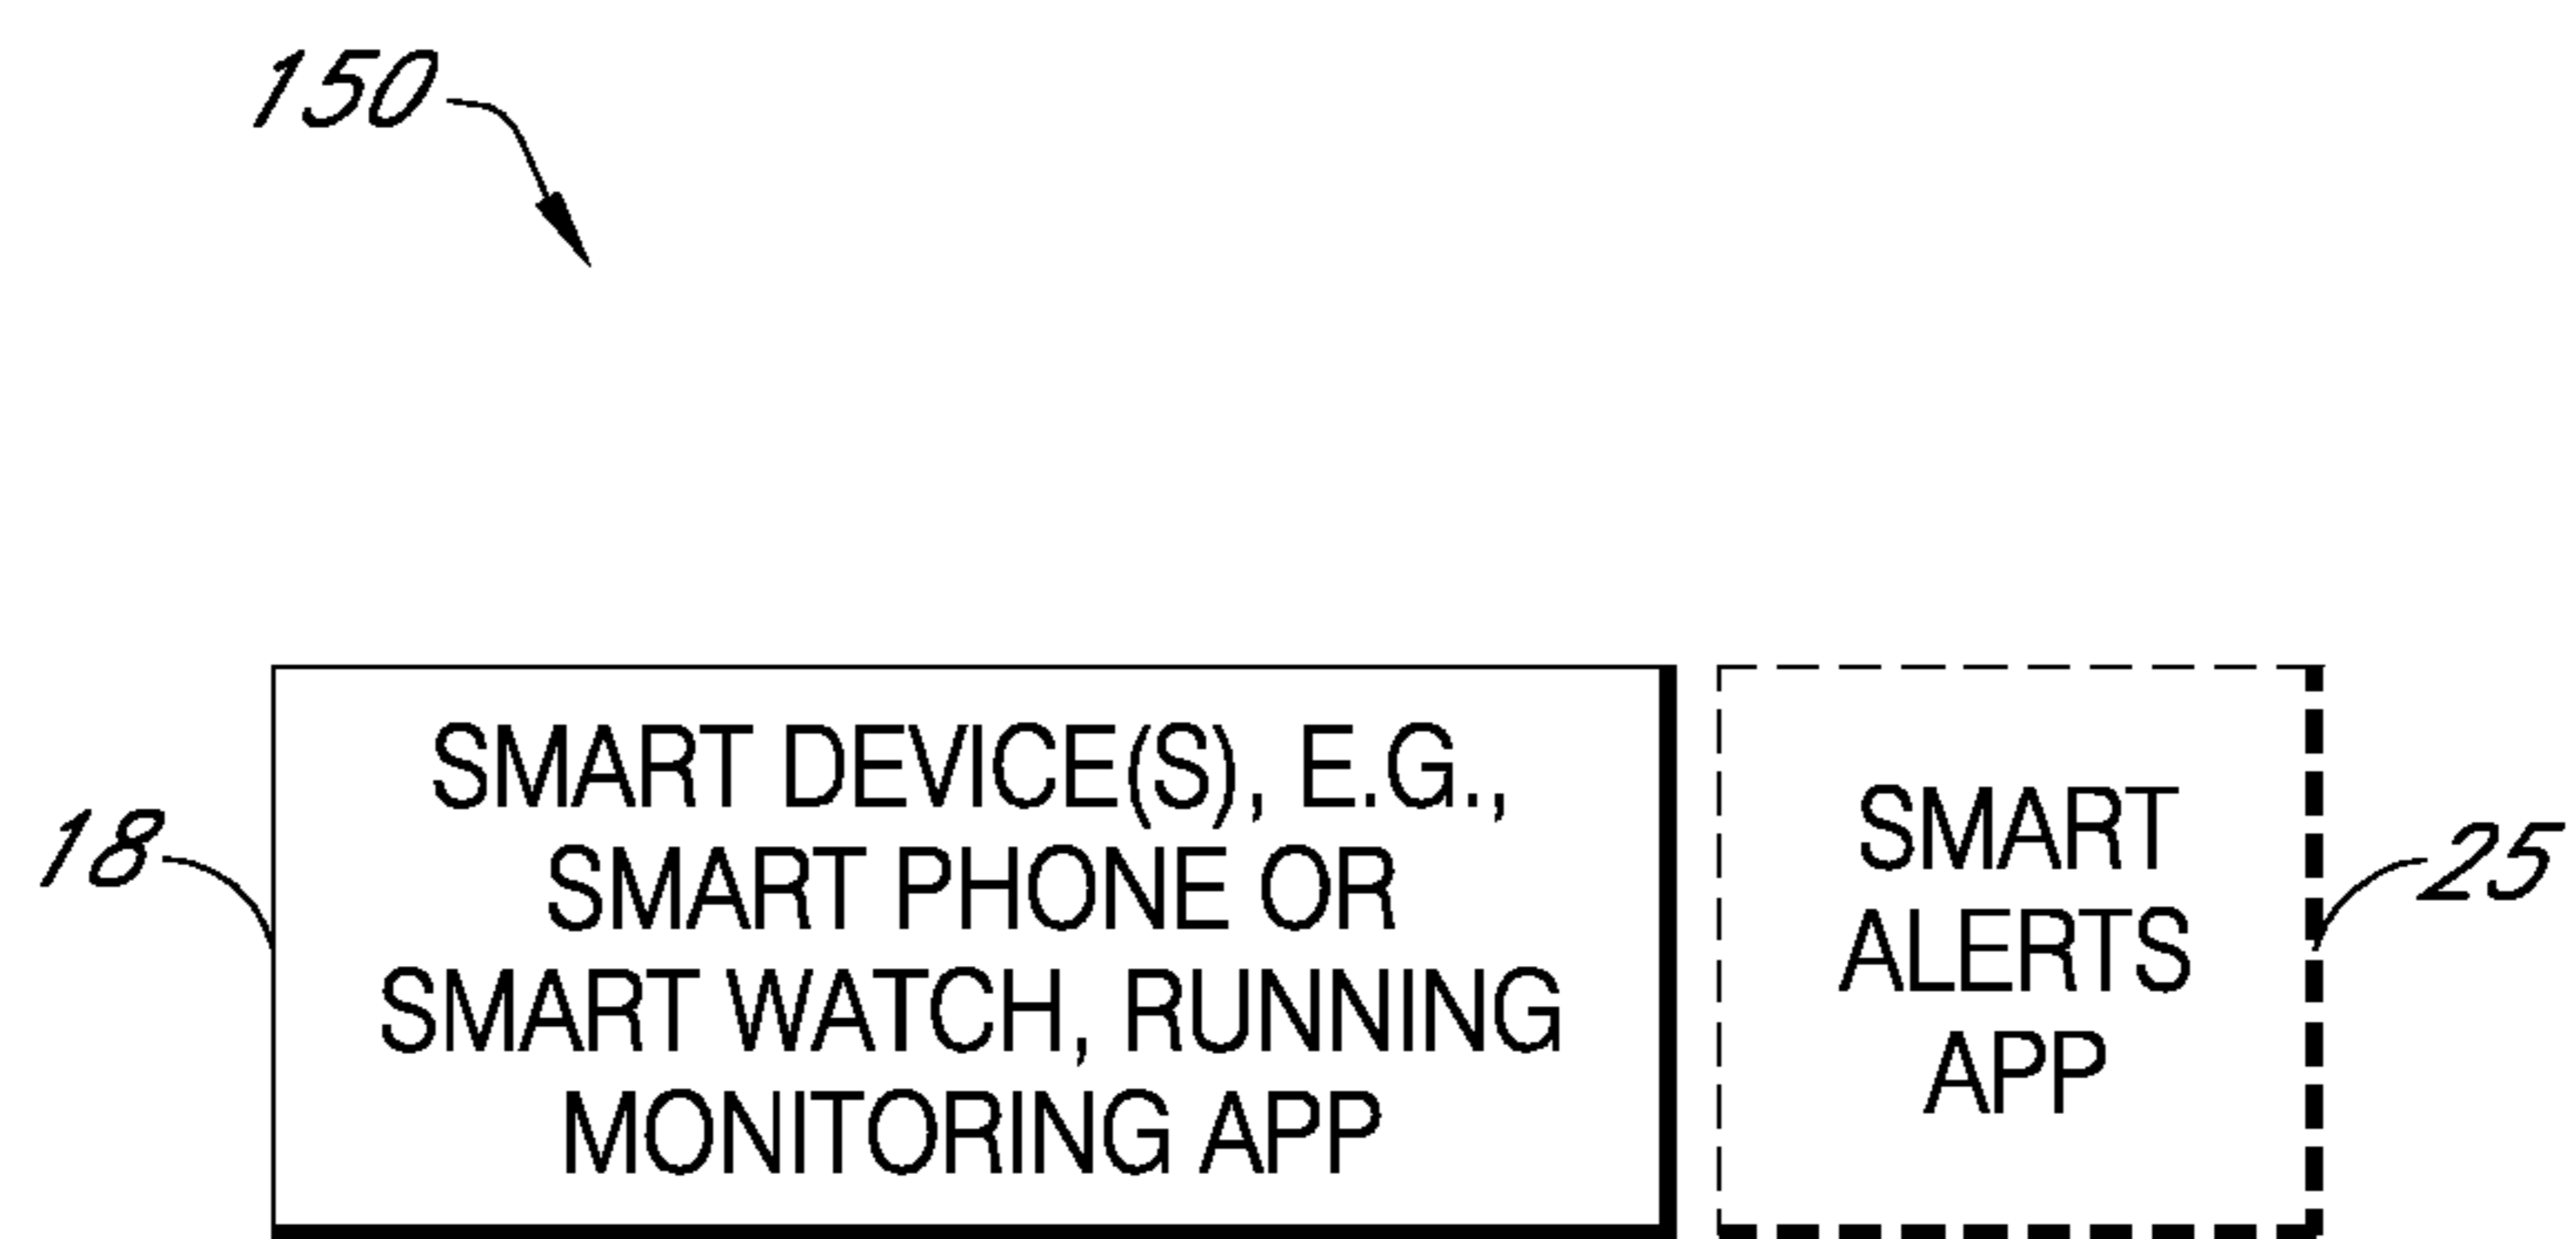 150
SMART DEVICE(S), E.G.,
SMART PHONE OR
SMART WATCH, RUNNING
MONITORING APP
18
SMART
ALERTS
APP
25